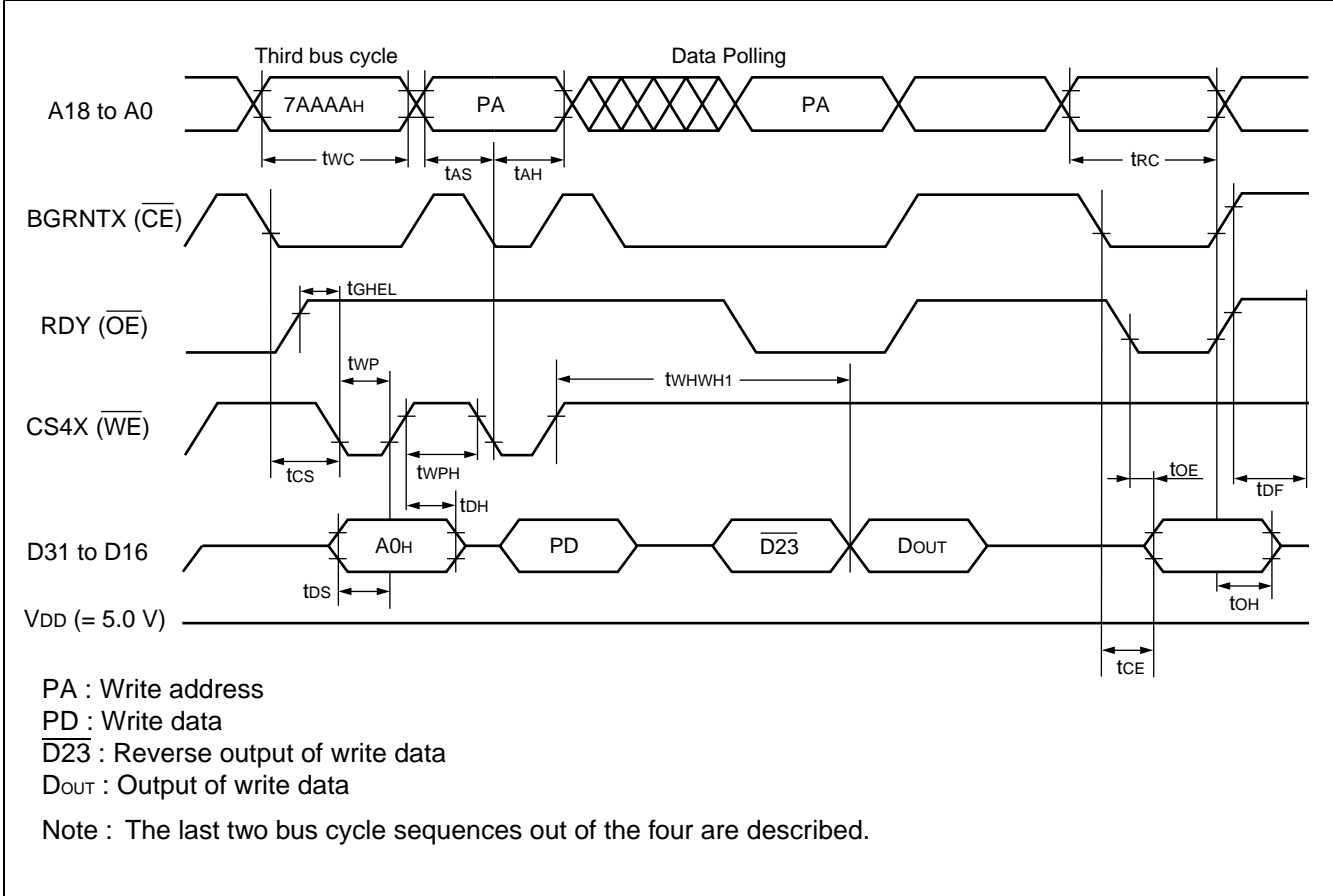 Third bus cycle
Data Polling
A18 to A0
7AAAAH
PA
PA
tWC
tAS
tAH
tRC
BGRNTX (CE)
tGHEL
RDY (OE)
tWP
tWHWH1
CS4X (WE)
tCS
tWPH
tOE
tDF
tDH
D31 to D16
A0H
PD
D23
DOUT
tDS
tOH
VDD (= 5.0 V)
tCE
PA : Write address
PD : Write data
D23 : Reverse output of write data
DOUT : Output of write data
Note : The last two bus cycle sequences out of the four are described.